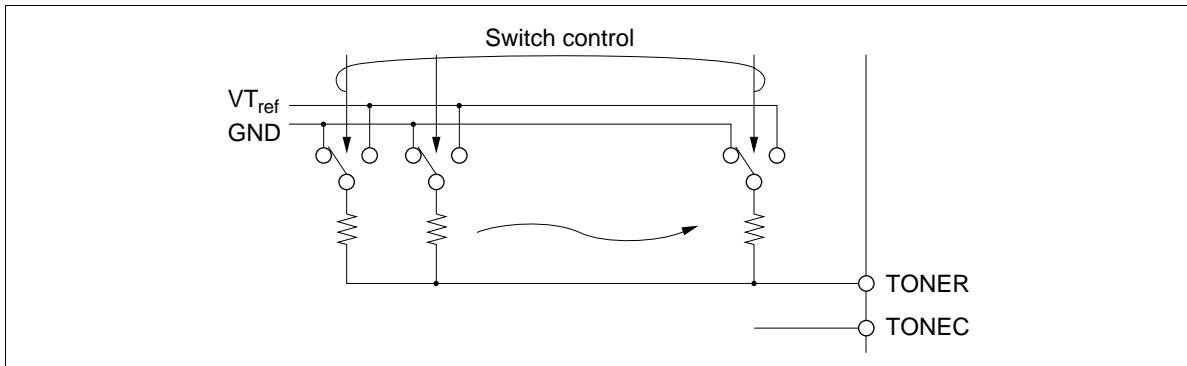 Switch control
VTref
GND
TONER
TONEC